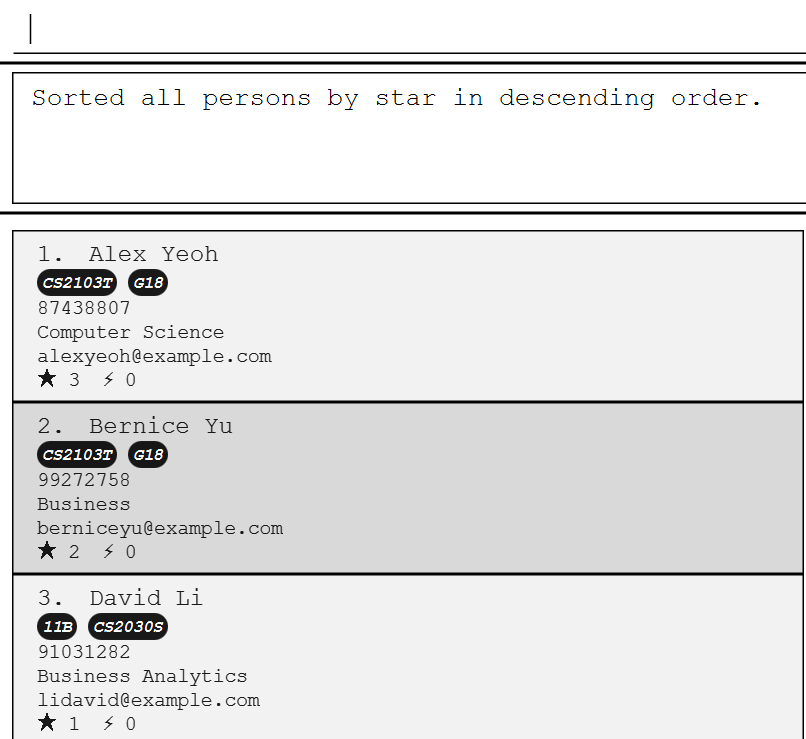 Sorted all persons by star in descending order.
1. Alex Yeoh
CS2103T G18
87438807
Computer Science
alexyeoh@example.com
★ 3 ⚡ 0
2. Bernice Yu
CS2103T G18
99272758
Business
berniceyu@example.com
★ 2 ⚡ 0
3. David Li
11B CS2030S
91031282
Business Analytics
lidavid@example.com
★ 1 ⚡ 0